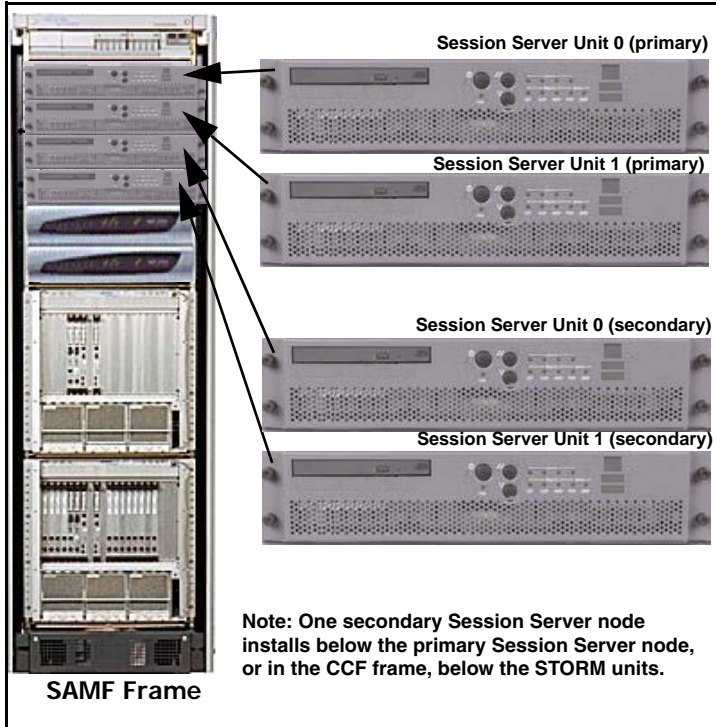 Session Server Unit 0 (primary)
Session Server Unit 1 (primary)
Session Server Unit 0 (secondary)
Session Server Unit 1 (secondary)
Note: One secondary Session Server node
installs below the primary Session Server node,
or in the CCF frame, below the STORM units.
SAMF Frame